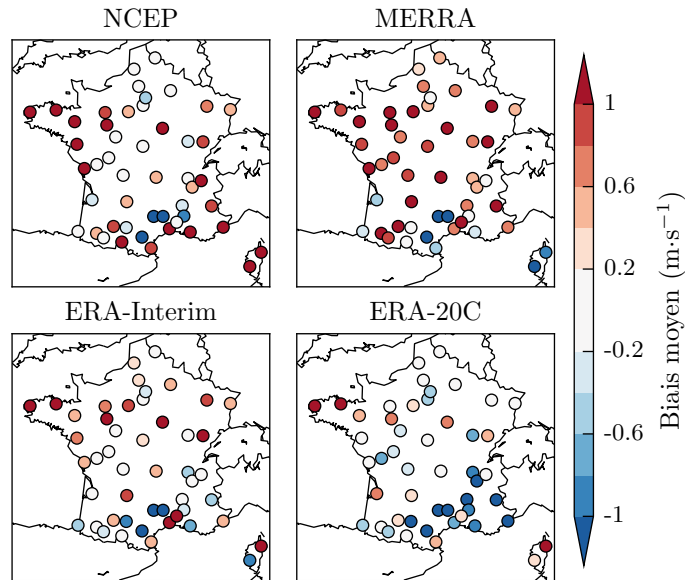 NCEP
MERRA
ERA-Interim
ERA-20C
1
0.6
0.2
-0.2
-0.6
-1
Biais moyen (m·s⁻¹)